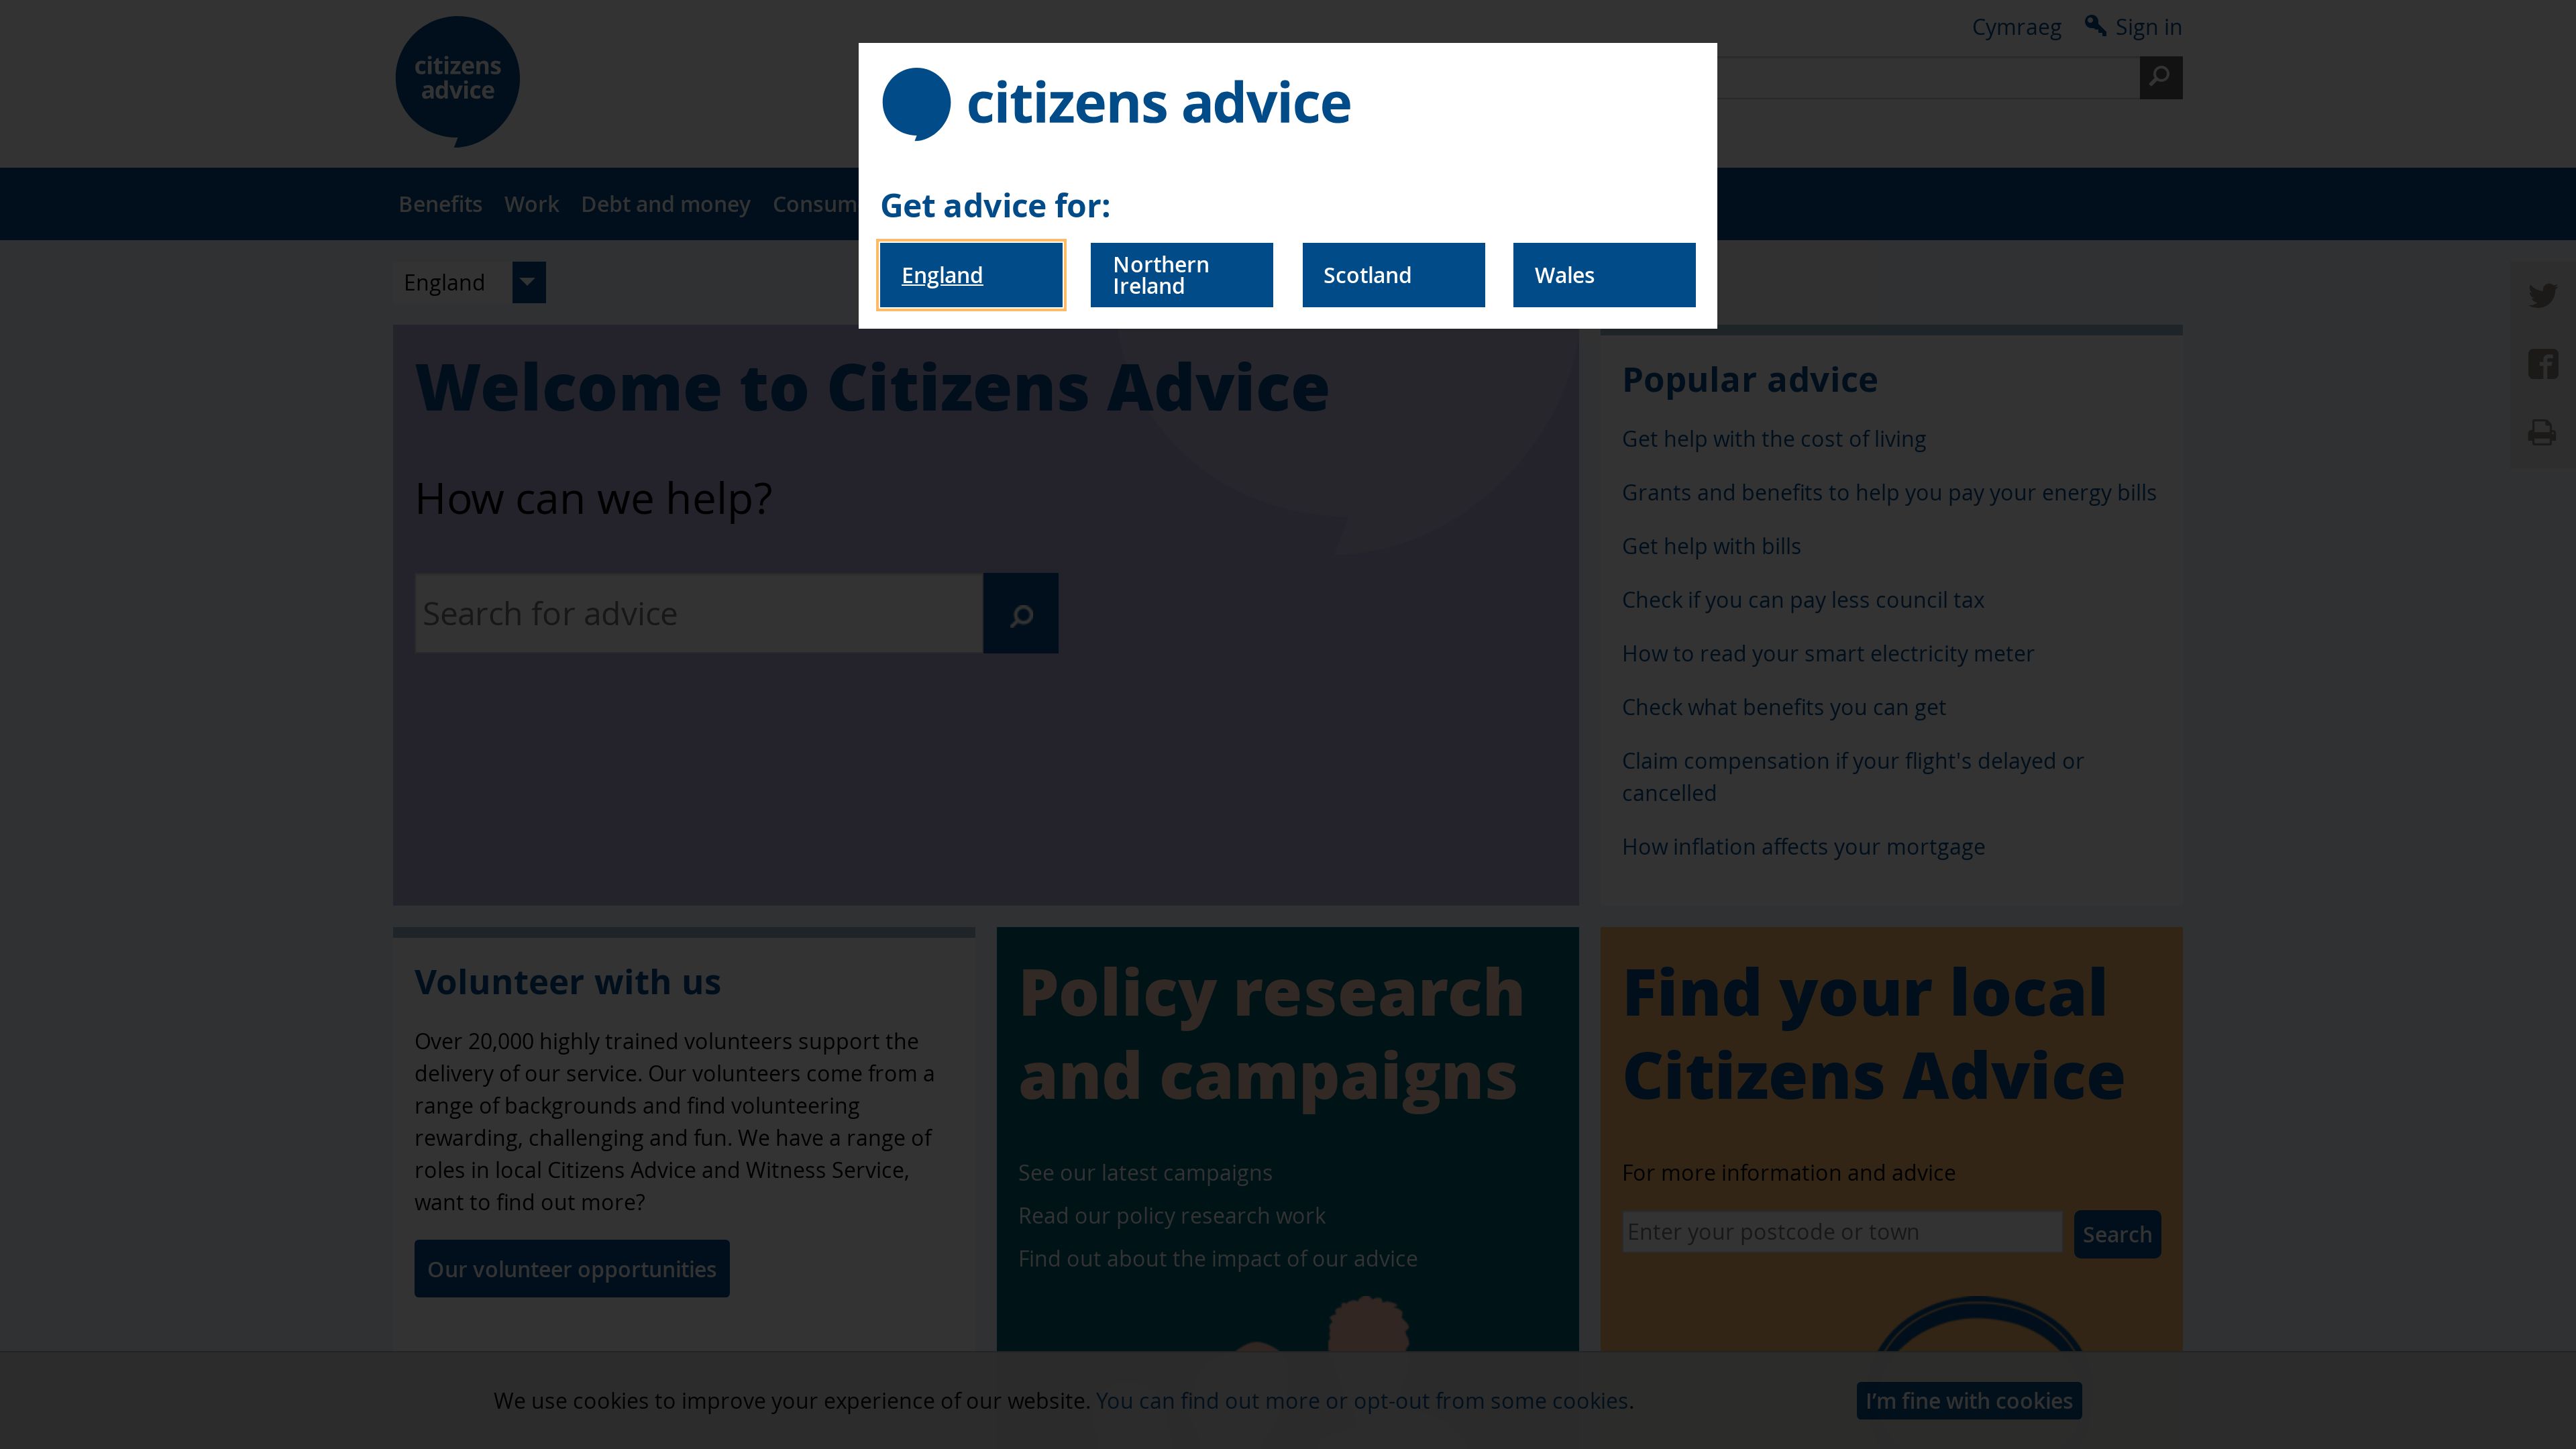 citizens
advice
Cymraeg
Sign in
citizens advice
Get advice for:
England
Northern
Ireland
Scotland
Wales
Benefits
Work
Debt and money
Consum
England
Welcome to Citizens Advice
How can we help?
Search for advice
Popular advice
Get help with the cost of living
Grants and benefits to help you pay your energy bills
Get help with bills
Check if you can pay less council tax
How to read your smart electricity meter
Check what benefits you can get
Claim compensation if your flight's delayed or
cancelled
How inflation affects your mortgage
Volunteer with us
Over 20,000 highly trained volunteers support the
delivery of our service. Our volunteers come from a
range of backgrounds and find volunteering
rewarding, challenging and fun. We have a range of
roles in local Citizens Advice and Witness Service,
want to find out more?
Our volunteer opportunities
Policy research
and campaigns
See our latest campaigns
Read our policy research work
Find out about the impact of our advice
Find your local
Citizens Advice
For more information and advice
Enter your postcode or town
Search
We use cookies to improve your experience of our website. You can find out more or opt-out from some cookies.
I'm fine with cookies